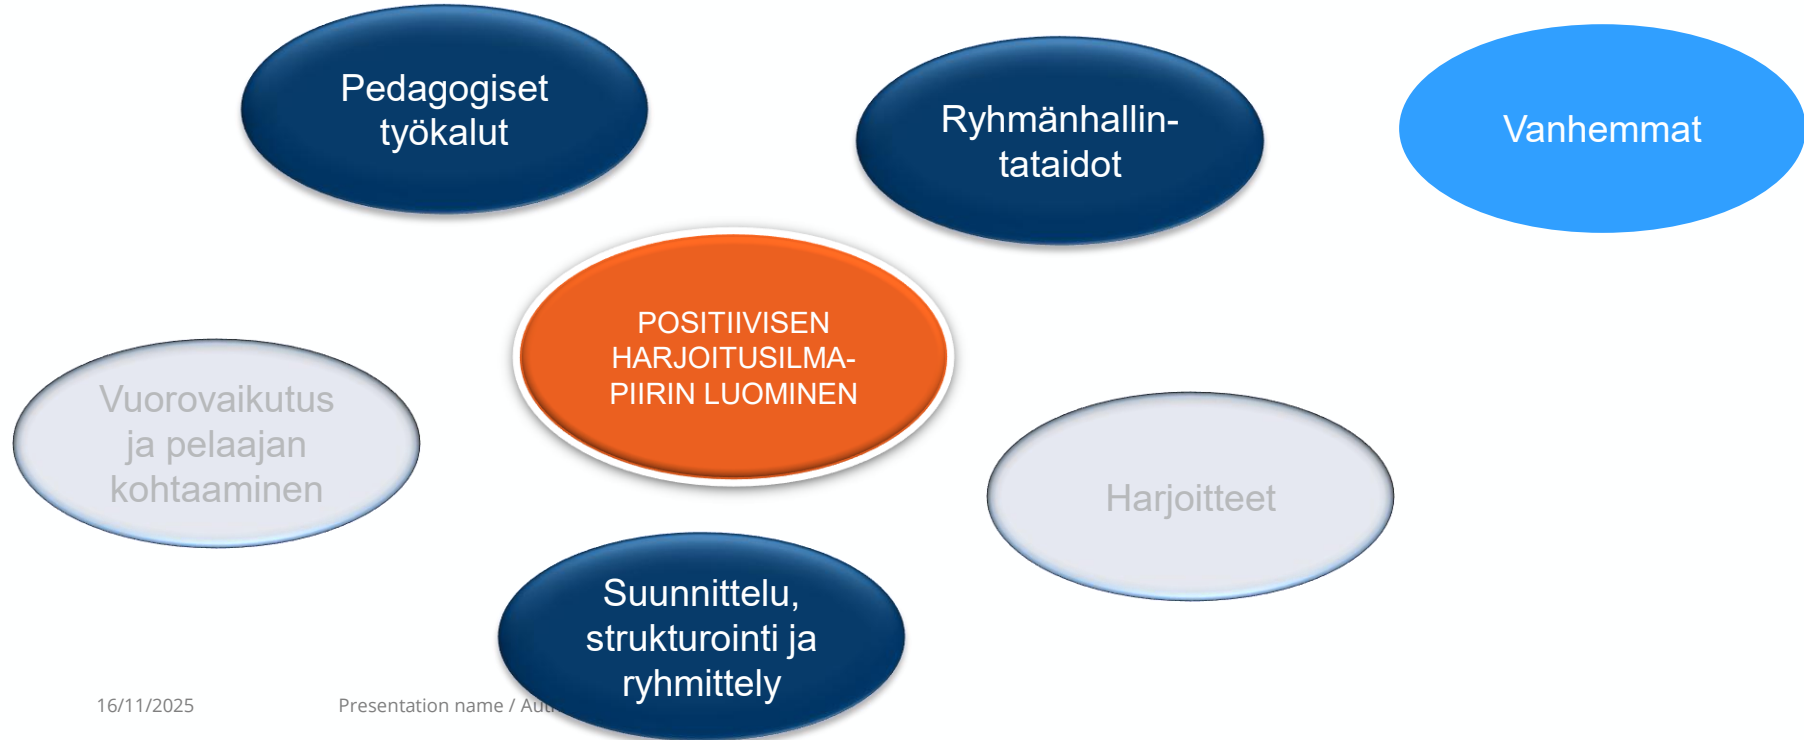 Pedagogiset
työkalut
Ryhmänhallin-
tataidot
Vanhemmat
POSITIIVISEN
HARJOITUSILMA-
PIIRIN LUOMINEN
Vuorovaikutus
ja pelaajan
kohtaaminen
Harjoitteet
Suunnittelu,
strukturointi ja
ryhmittely
16/11/2025
Presentation name /